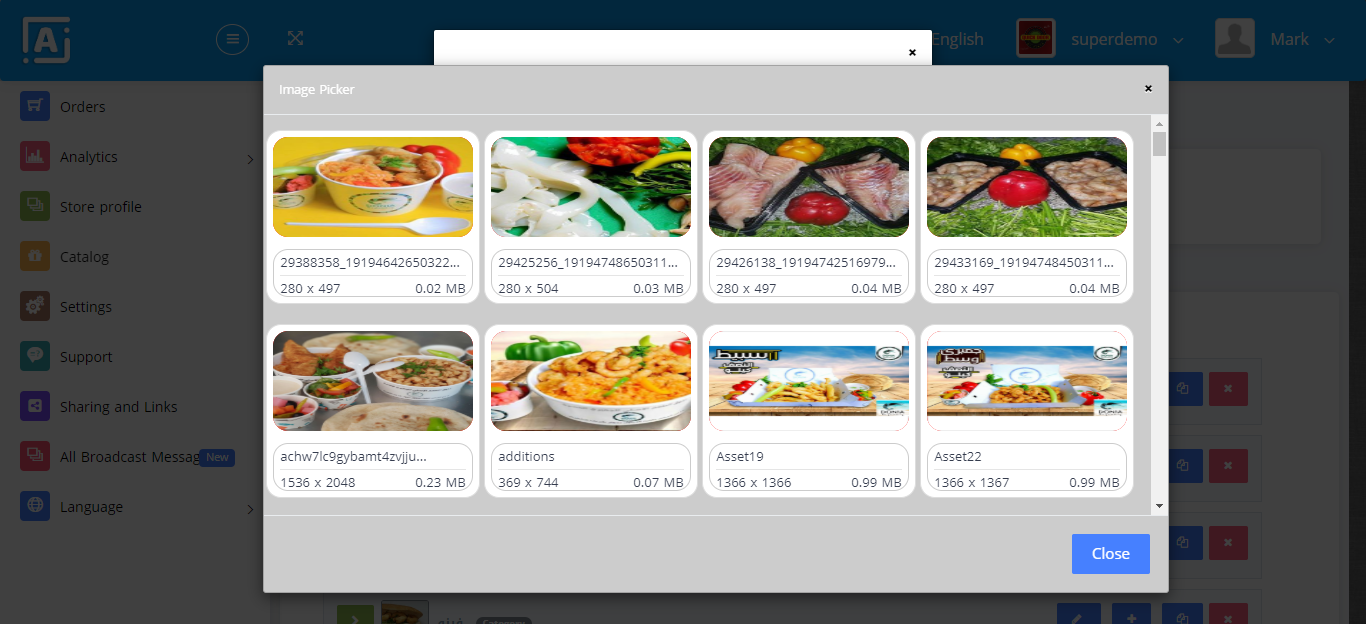 Aj
English
superdemo
Mark
Image Picker
Orders
Analytics
Store profile
Catalog
Settings
Support
Sharing and Links
All Broadcast Messag
New
Language
29388358_19194642650322...
280 x 497 0.02 MB
29425256_19194748650311...
280 x 504 0.03 MB
29426138_19194742516979...
280 x 497 0.04 MB
29433169_19194748450311...
280 x 497 0.04 MB
achw7lc9gybamt4zvjju...
1536 x 2048 0.23 MB
additions
369 x 744 0.07 MB
Asset19
1366 x 1366 0.99 MB
Asset22
1366 x 1367 0.99 MB
Close
Category